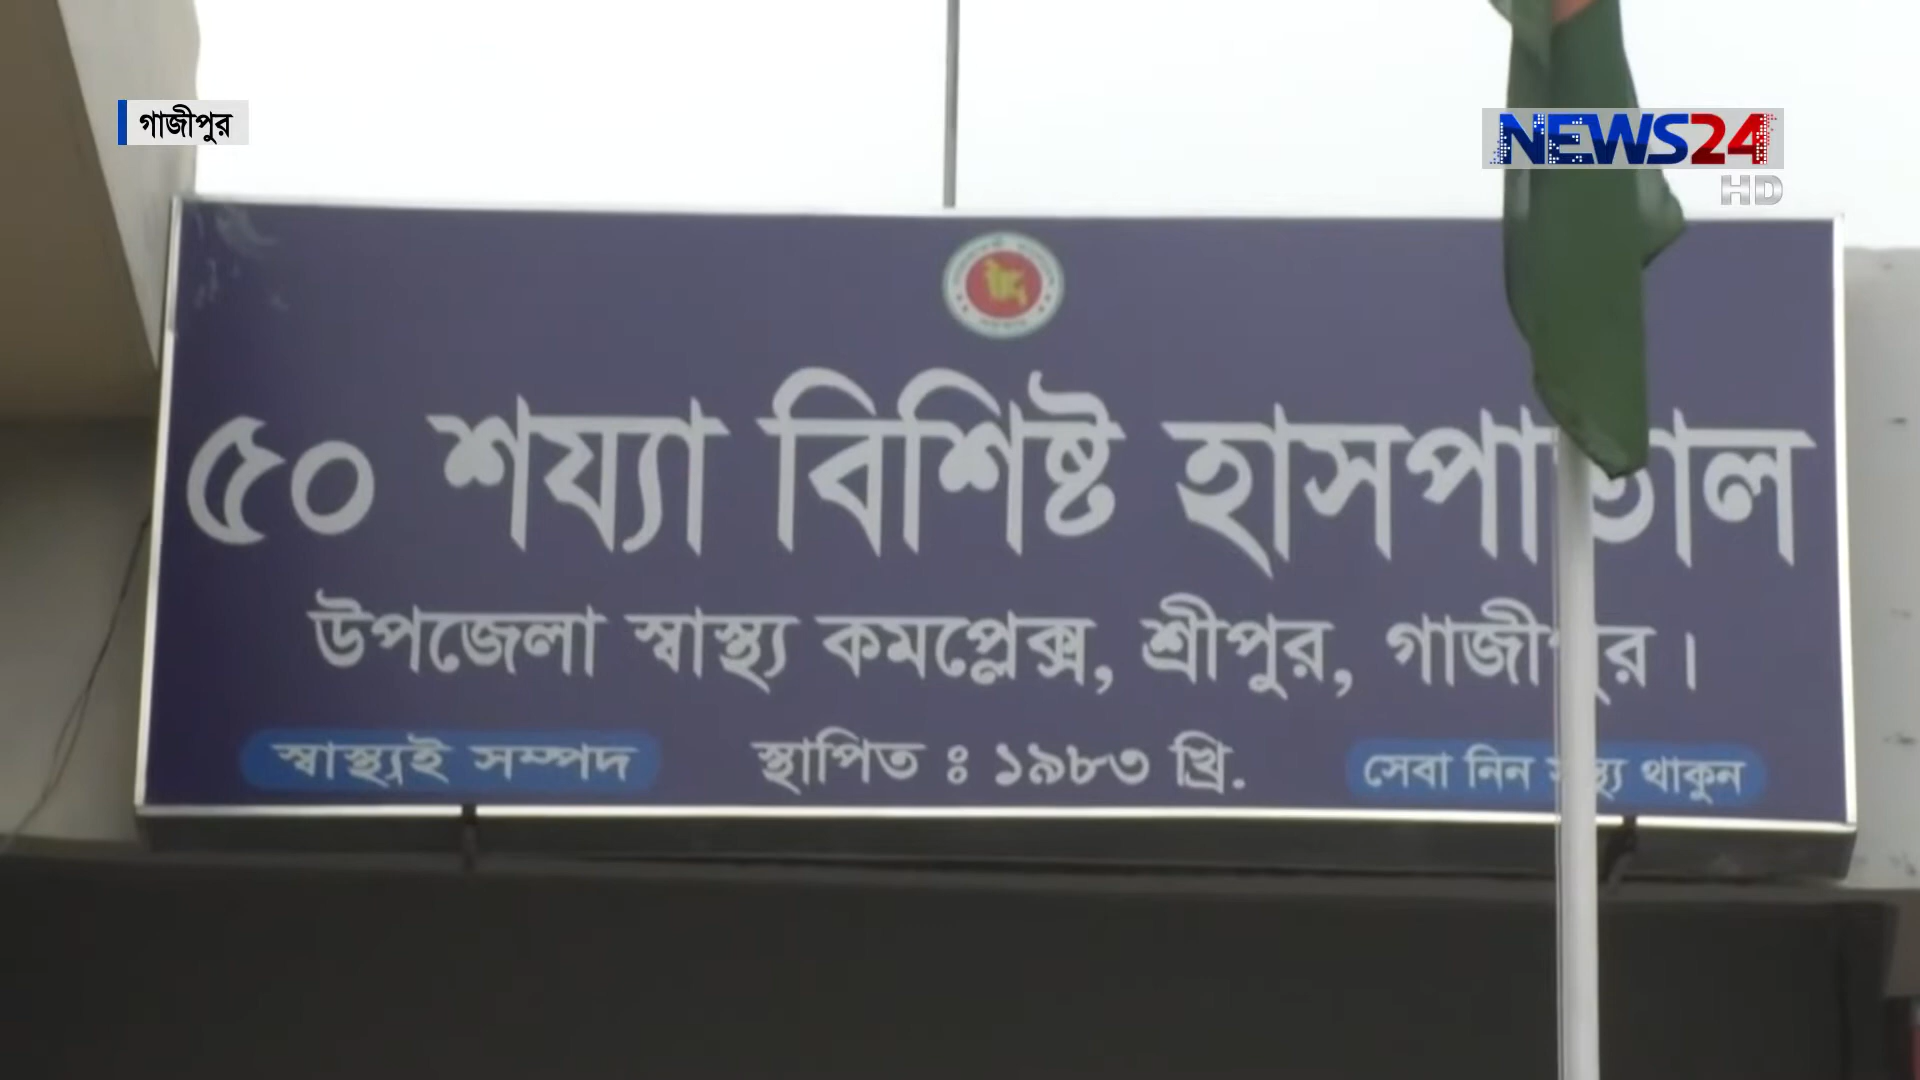 গাজীপুর
NEWS24
HD
৫০ শয্যা বিশিষ্ট হাসপাতাল
উপজেলা স্বাস্থ্য কমপ্লেক্স, শ্রীপুর, গাজীপুর।
স্বাস্থ্যই সম্পদ স্থাপিত ঃ ১৯৮৩ খ্রি. সেবা নিন সুস্থ্য থাকুন